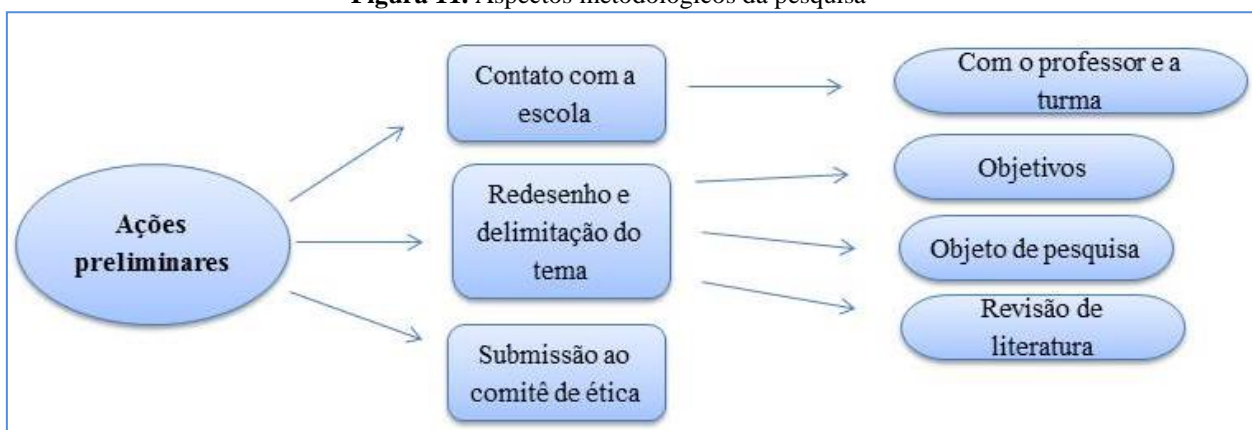 Figura 11. Aspectos metodológicos da pesquisa
Ações
preliminares
Contato com a
escola
Redesenho e
delimitação do
tema
Submissão ao
comitê de ética
Com o professor e a
turma
Objetivos
Objeto de pesquisa
Revisão de
literatura